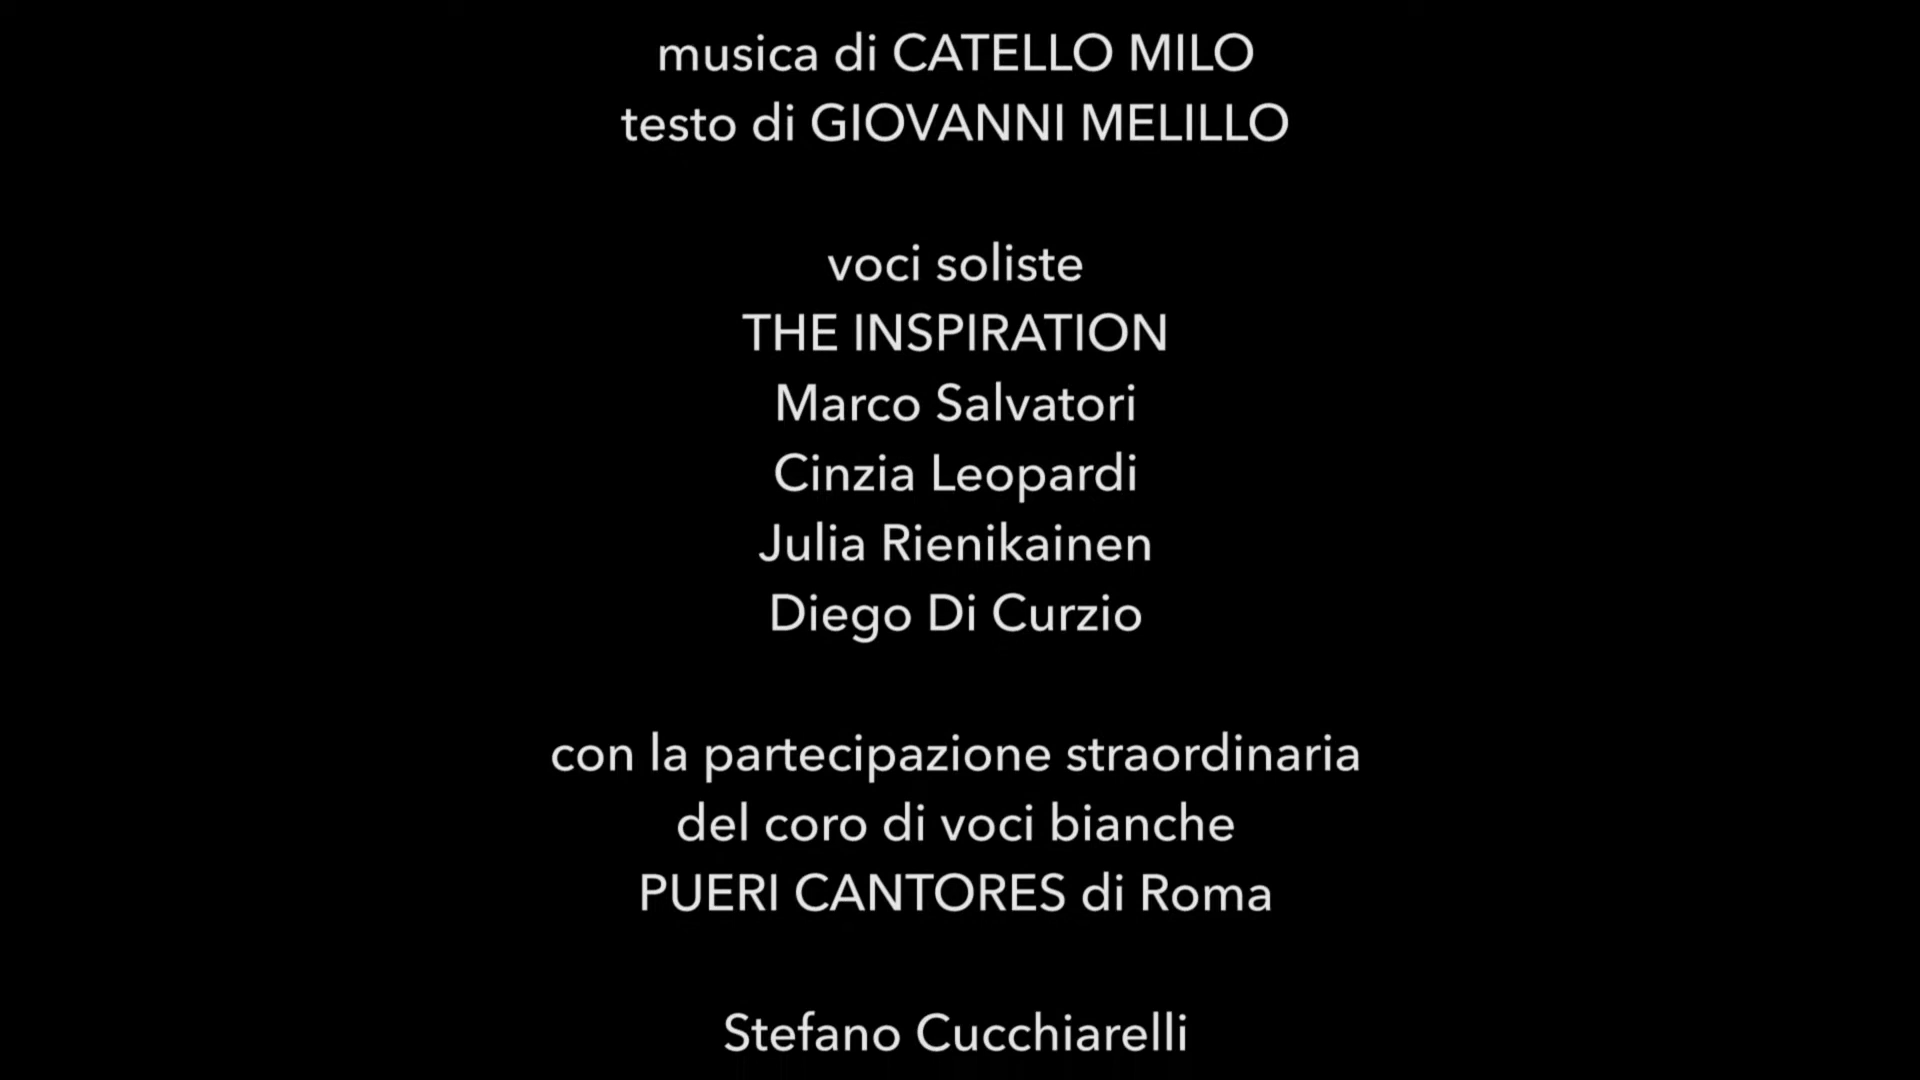 musica di CATELLO MILO
testo di GIOVANNI MELILLO
voci soliste
THE INSPIRATION
Marco Salvatori
Cinzia Leopardi
Julia Rienikainen
Diego Di Curzio
con la partecipazione straordinaria
del coro di voci bianche
PUERI CANTORES di Roma
Stefano Cucchiarelli